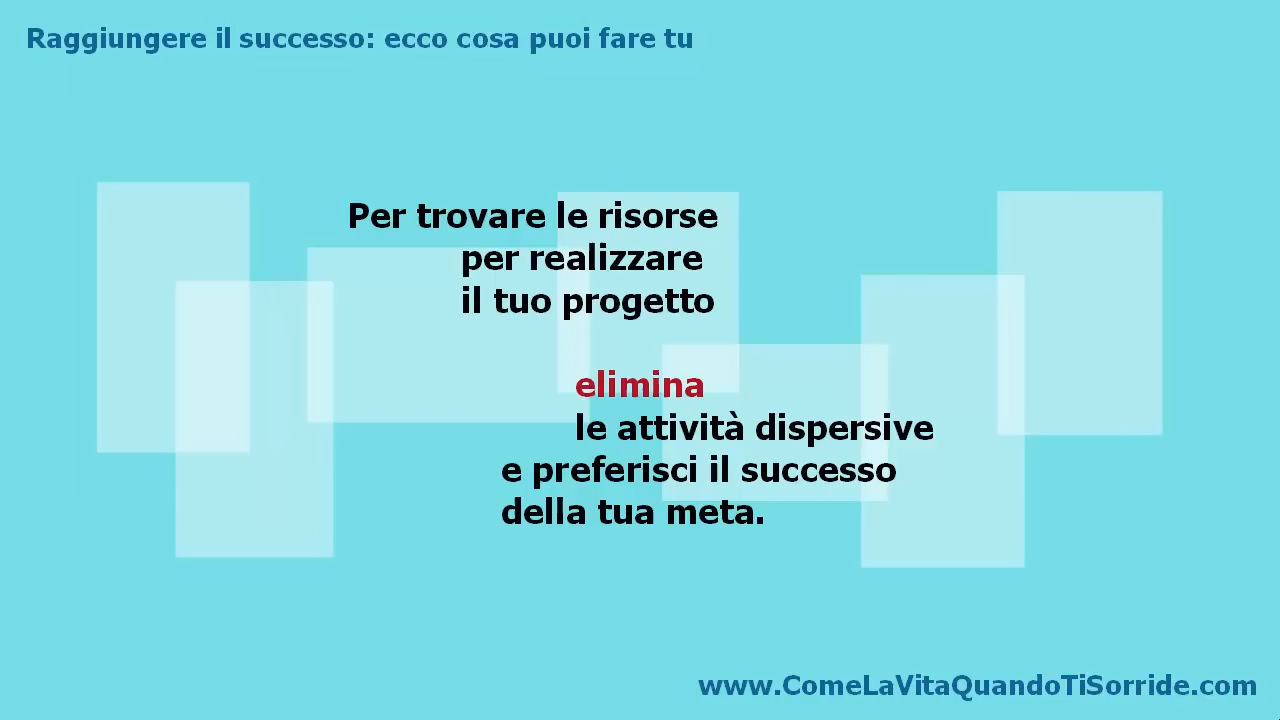 Raggiungere il successo: ecco cosa puoi fare tu
Per trovare le risorse
per realizzare
il tuo progetto
elimina
le attività dispersive
e preferisci il successo
della tua meta.
www.ComeLaVitaQuandoTiSorride.com